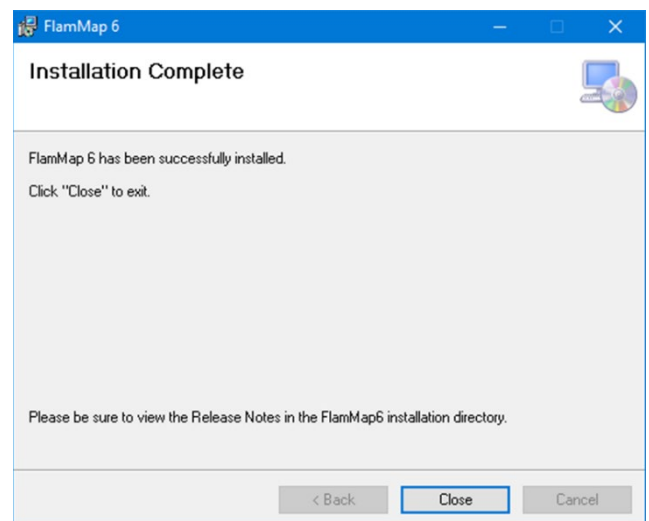 FlamMap 6
Installation Complete
FlamMap 6 has been successfully installed.
Click "Close" to exit.
Please be sure to view the Release Notes in the FlamMap6 installation directory.
< Back
Close
Cancel